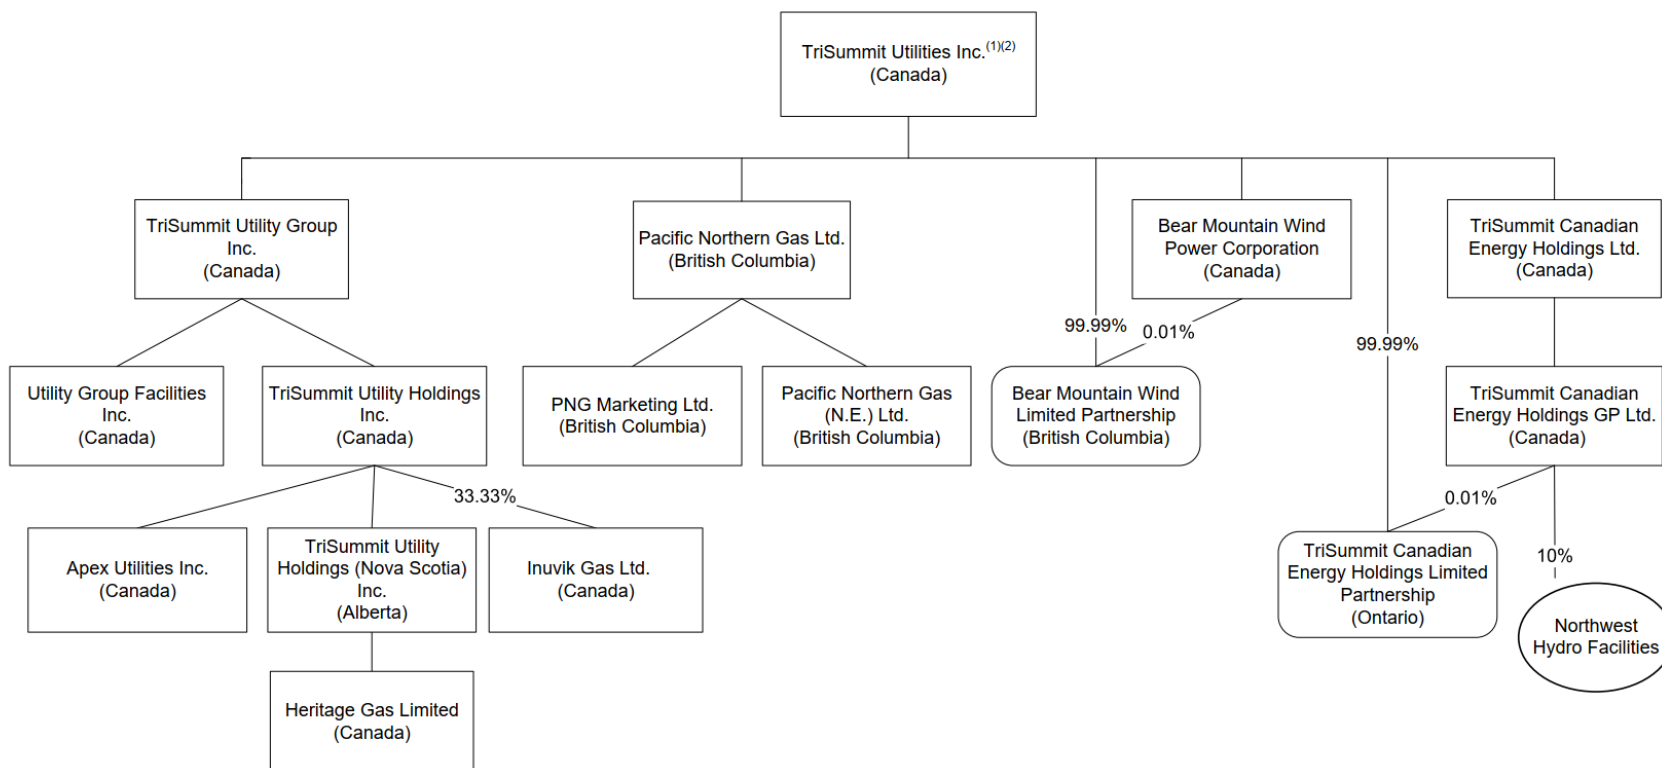 TriSummit Utilities Inc.(1)(2)
(Canada)
TriSummit Utility Group
Inc.
(Canada)
Pacific Northern Gas Ltd.
(British Columbia)
Bear Mountain Wind
Power Corporation
(Canada)
TriSummit Canadian
Energy Holdings Ltd.
(Canada)
99.99%
0.01%
99.99%
Utility Group Facilities
Inc.
(Canada)
TriSummit Utility Holdings
Inc.
(Canada)
PNG Marketing Ltd.
(British Columbia)
Pacific Northern Gas
(N.E.) Ltd.
(British Columbia)
Bear Mountain Wind
Limited Partnership
(British Columbia)
TriSummit Canadian
Energy Holdings GP Ltd.
(Canada)
33.33%
0.01%
10%
Apex Utilities Inc.
(Canada)
TriSummit Utility
Holdings (Nova Scotia)
Inc.
(Alberta)
Inuvik Gas Ltd.
(Canada)
TriSummit Canadian
Energy Holdings Limited
Partnership
(Ontario)
Northwest
Hydro Facilities
Heritage Gas Limited
(Canada)